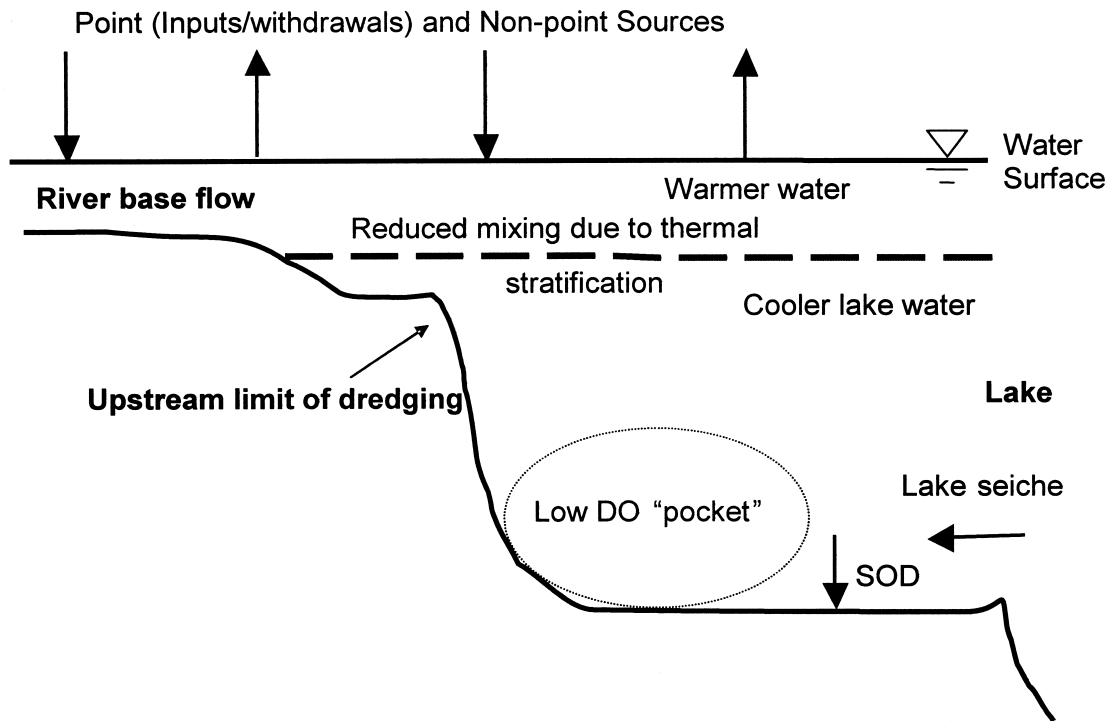 Point (Inputs/withdrawals) and Non-point Sources
Water
Surface
Warmer water
River base flow
Reduced mixing due to thermal
stratification
Cooler lake water
Upstream limit of dredging
Lake
Lake seiche
Low DO “pocket”
SOD